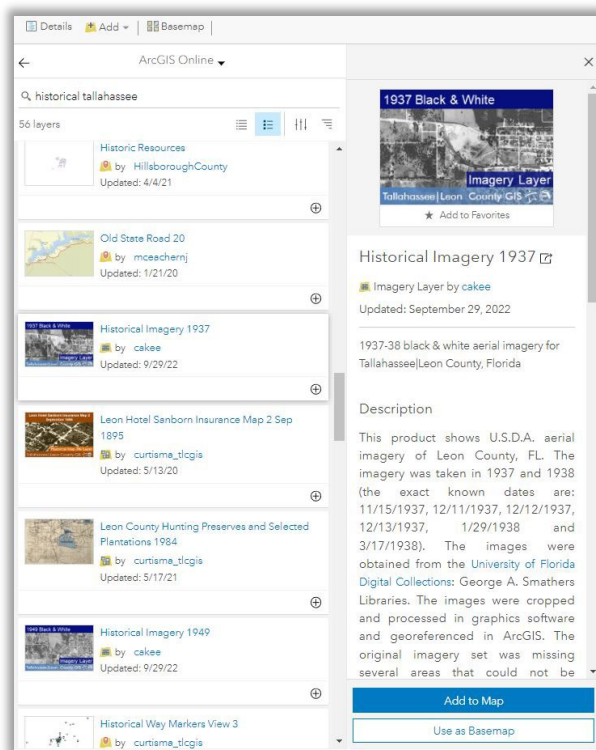 Details Add Basemap
ArcGIS Online
historical tallahassee
56 layers
Historic Resources
by HillsboroughCounty
Updated: 4/4/21
Old State Road 20
by mceachernj
Updated: 1/21/20
1937 Black & White
Imagery Layer
Historical Imagery 1937
by cakee
Updated: 9/29/22
Leon Hotel Sanborn Insurance Map 2 Sep
1895
by curtisma_tlcgis
Updated: 5/13/20
Leon County Hunting Preserves and Selected
Plantations 1984
by curtisma_tlcgis
Updated: 5/17/21
1949 Black & White
Imagery Layer
Historical Imagery 1949
by cakee
Updated: 9/29/22
Historical Way Markers View 3
by curtisma_tlcgis
1937 Black & White
Imagery Layer
Tallahassee|Leon County GIS
Add to Favorites
Historical Imagery 1937
Imagery Layer by cakee
Updated: September 29, 2022
1937-38 black & white aerial imagery for
Tallahassee|Leon County, Florida
Description
This product shows U.S.D.A. aerial
imagery of Leon County, FL. The
imagery was taken in 1937 and 1938
(the exact known dates are:
11/15/1937, 12/11/1937, 12/12/1937,
12/13/1937, 1/29/1938 and
3/17/1938). The images were
obtained from the University of Florida
Digital Collections: George A. Smathers
Libraries. The images were cropped
and processed in graphics software
and georeferenced in ArcGIS. The
original imagery set was missing
several areas that could not be
Add to Map
Use as Basemap